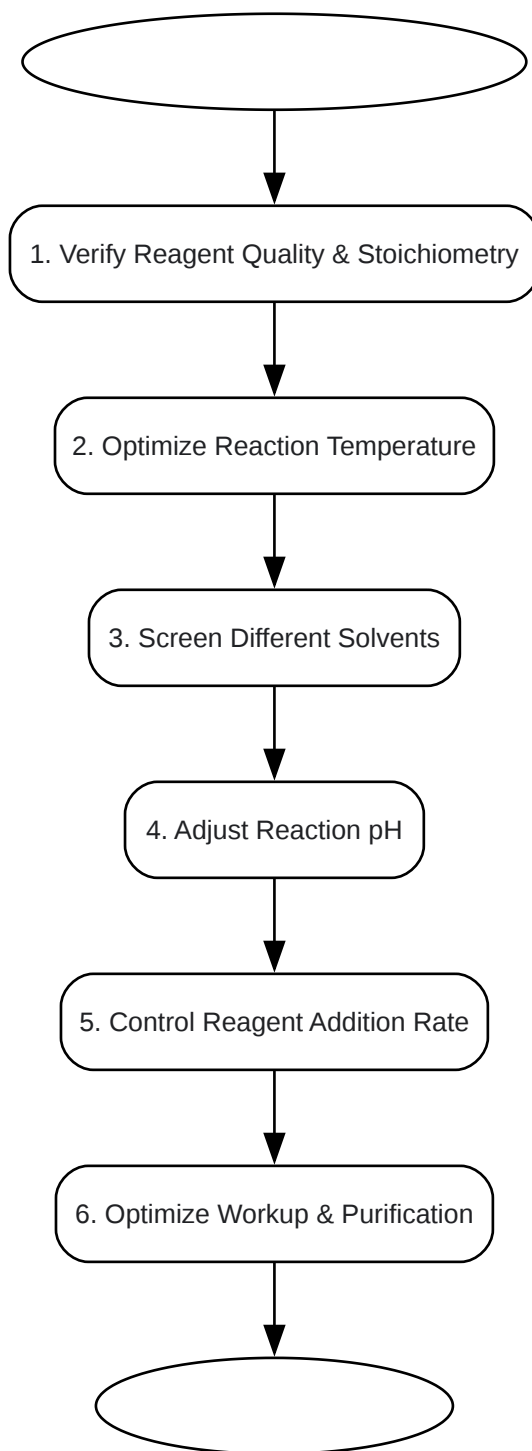 1. Verify Reagent Quality & Stoichiometry
2. Optimize Reaction Temperature
3. Screen Different Solvents
4. Adjust Reaction pH
5. Control Reagent Addition Rate
6. Optimize Workup & Purification